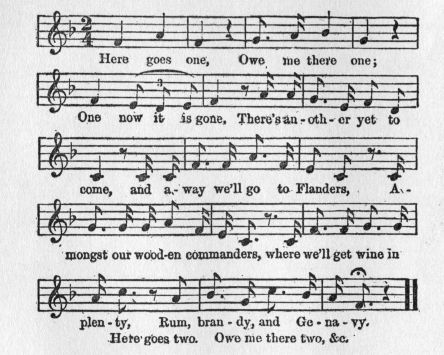 2/4
Here goes one, Owe me there one;
3
One now it is gone, There's an-oth-er yet to
come, and a-way we'll go to Flanders, A-
mongst our wood-en commanders, where we'll get wine in
plen-ty, Rum, bran-dy, and Ge-na-vy.
Here goes two. Owe me there two, &c.